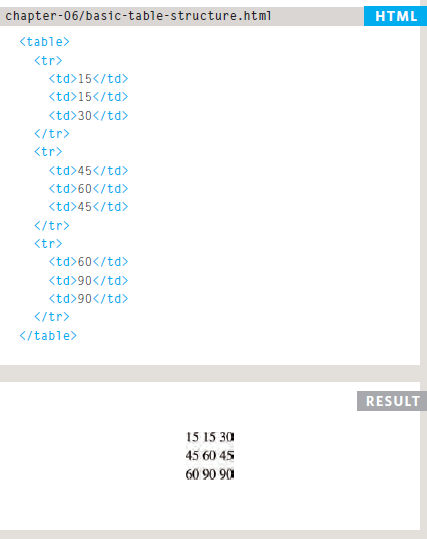 chapter-06/basic-table-structure.html HTML
<table>
<tr>
<td>15</td>
<td>15</td>
<td>30</td>
</tr>
<tr>
<td>45</td>
<td>60</td>
<td>45</td>
</tr>
<tr>
<td>60</td>
<td>90</td>
<td>90</td>
</tr>
</table>
RESULT
15 15 30
45 60 45
60 90 90